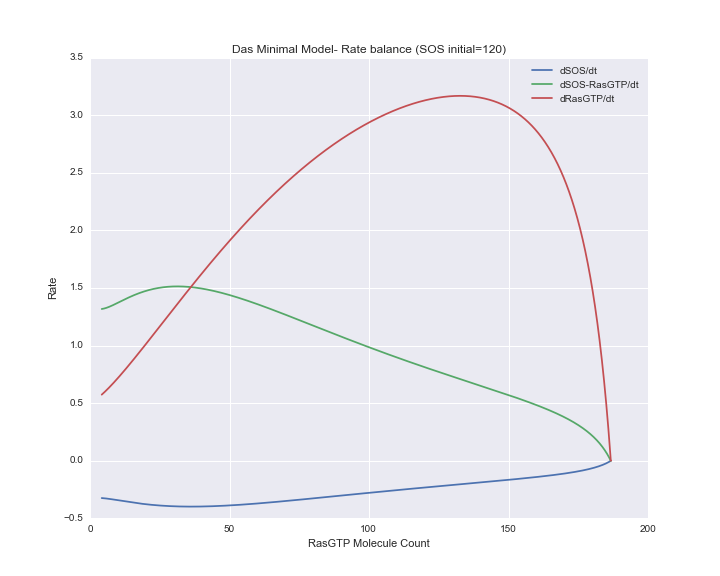 Das Minimal Model- Rate balance (SOS initial=120)
3.5
3.0
2.5
2.0
1.5
1.0
0.5
0.0
−0.5
Rate
dSOS/dt
dSOS-RasGTP/dt
dRasGTP/dt
0 50 100 150 200
RasGTP Molecule Count